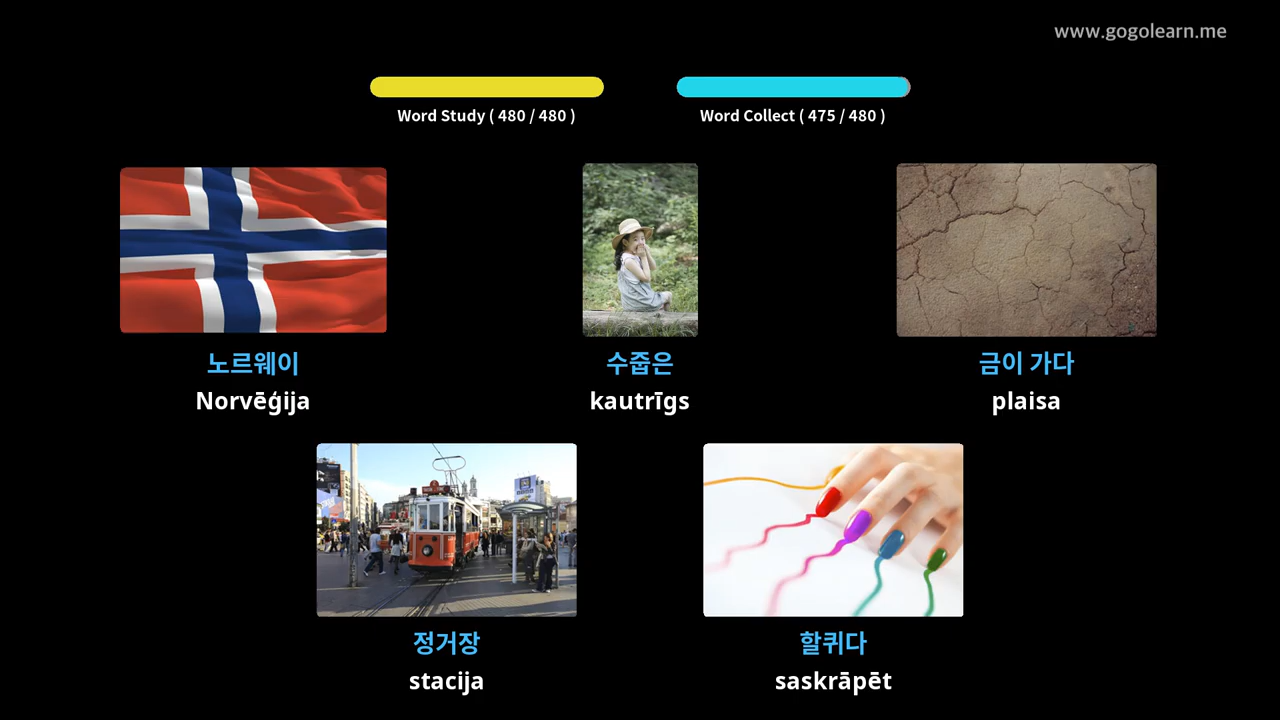 www.gogolearn.me
Word Study ( 480 / 480 )
Word Collect ( 475 / 480 )
노르웨이
Norvēģija
수줍은
kautrīgs
금이 가다
plaisa
정거장
stacija
할퀴다
saskrāpēt